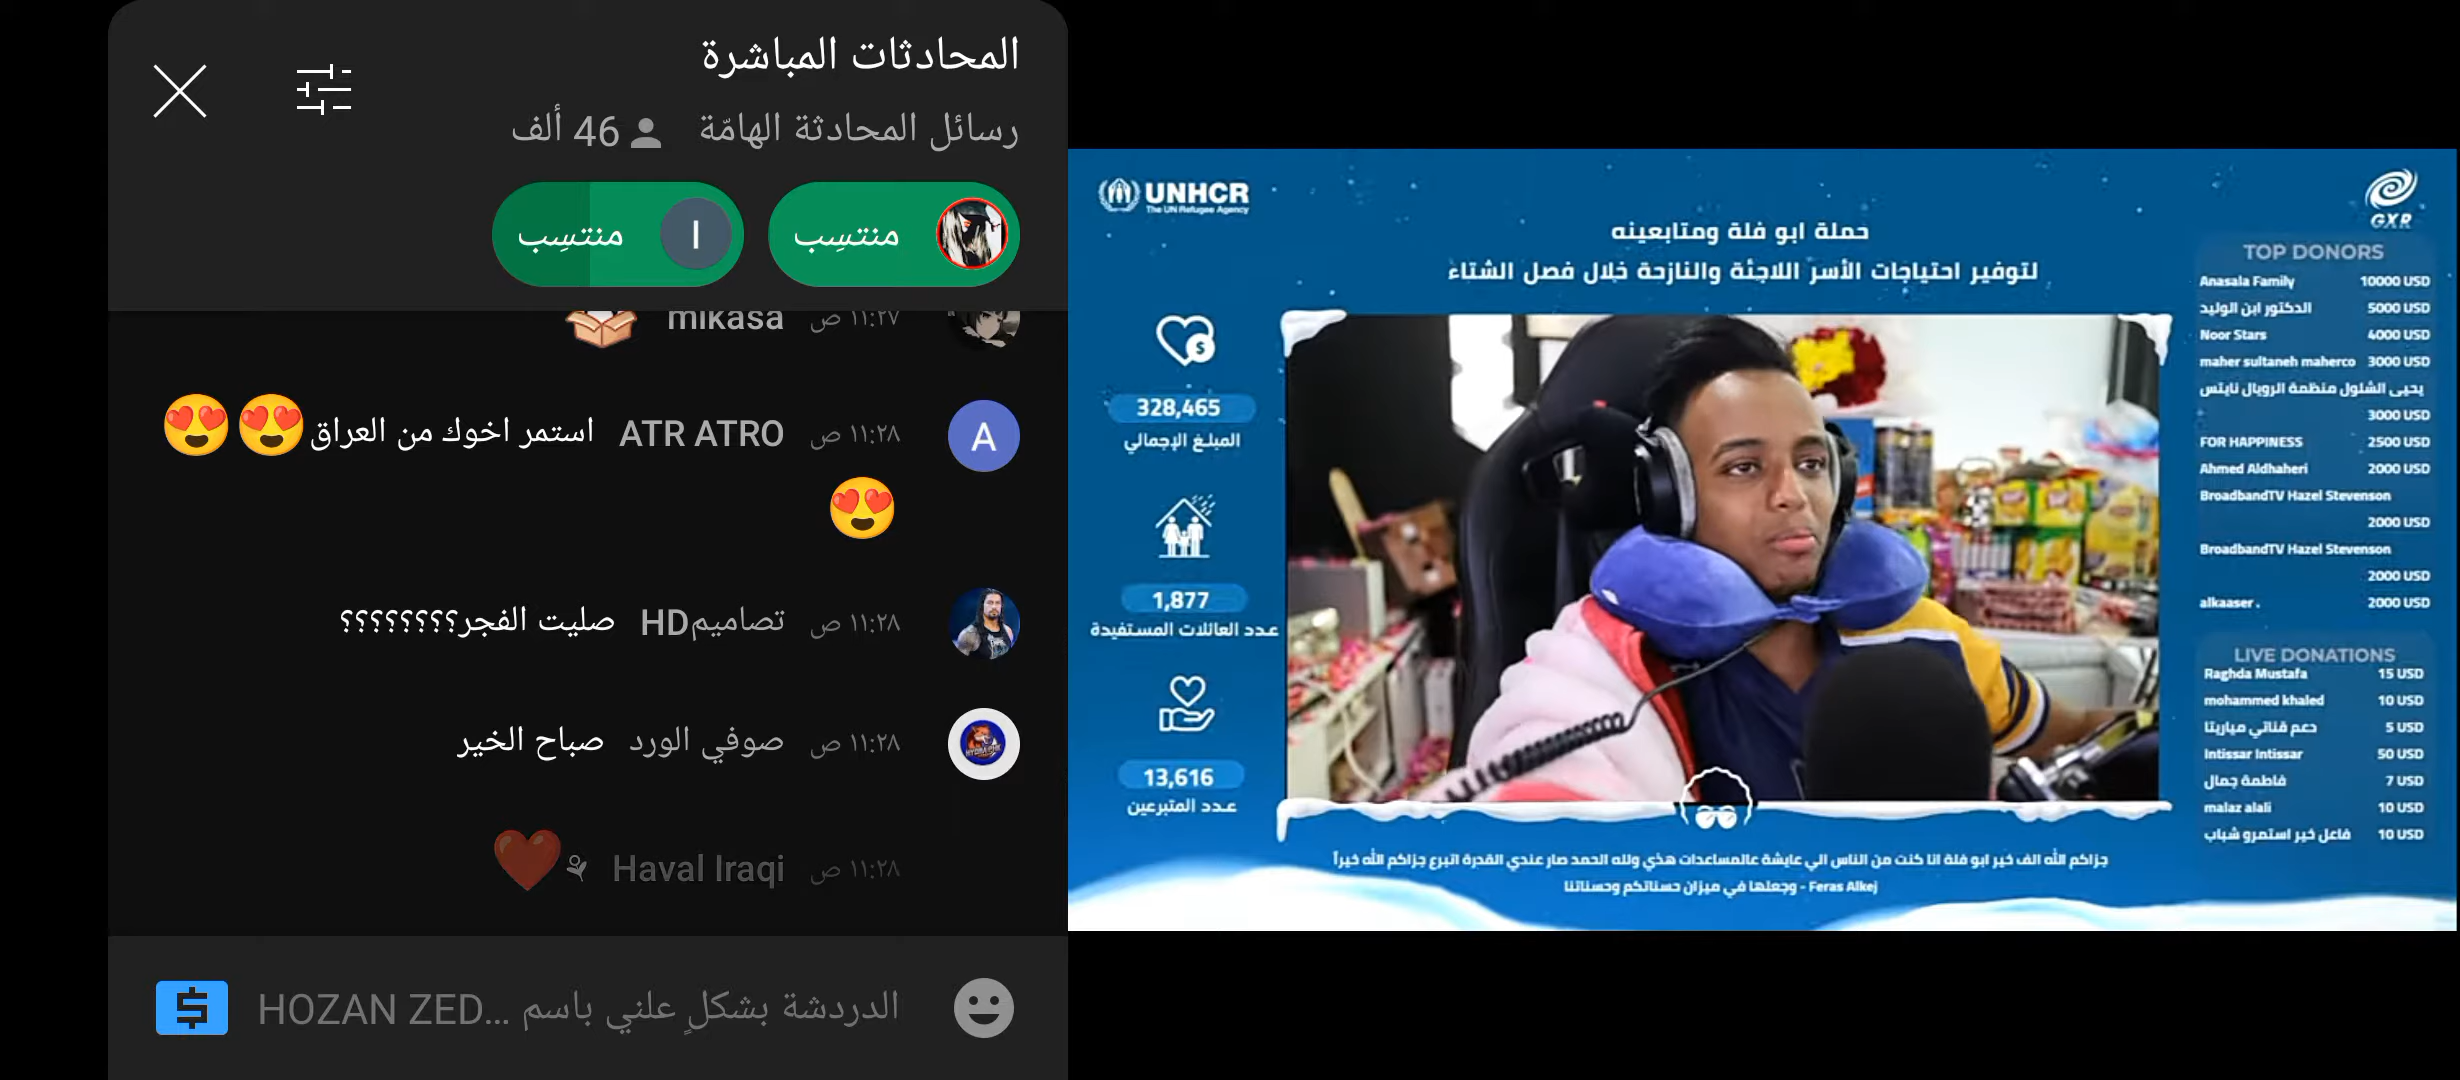 المحادثات المباشرة
رسائل المحادثة الهامّة 46 ألف
منتسِب
ا منتسِب
١١:٢٧ ص mikasa
A ١١:٢٨ ص ATR ATRO استمر اخوك من العراق
١١:٢٨ ص تصاميمHD صليت الفجر؟؟؟؟؟؟؟؟
١١:٢٨ ص صوفي الورد صباح الخير
١١:٢٨ ص Haval Iraqi
الدردشة بشكلٍ علني باسم HOZAN ZED...
UNHCR
The UN Refugee Agency
حملة ابو فلة ومتابعينه
لتوفير احتياجات الأسر اللاجئة والنازحة خلال فصل الشتاء
328,465
المبلغ الإجمالي
1,877
عدد العائلات المستفيدة
13,616
عدد المتبرعين
GXR
TOP DONORS
Anasala Family 10000 USD
الدكتور ابن الوليد 5000 USD
Noor Stars 4000 USD
maher sultaneh maherco 3000 USD
يحيى الشلول منظمة الرويال نايتس
3000 USD
FOR HAPPINESS 2500 USD
Ahmed Aldhaheri 2000 USD
BroadbandTV Hazel Stevenson
2000 USD
BroadbandTV Hazel Stevenson
2000 USD
alkaaser . 2000 USD
LIVE DONATIONS
Raghda Mustafa 15 USD
mohammed khaled 10 USD
دعم قناتي مياريتا 5 USD
Intissar Intissar 50 USD
فاطمة جمال 7 USD
malaz alali 10 USD
فاعل خير استمرو شباب 10 USD
جزاكم الله الف خير ابو فلة انا كنت من الناس الي عايشة عالمساعدات هذي ولله الحمد صار عندي القدرة اتبرع جزاكم الله خيراً
وجعلها في ميزان حسناتكم وحسناتنا - Feras Alkej